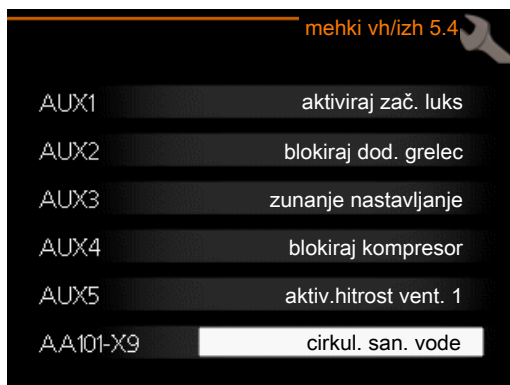 mehki vh/izh 5.4
AUX1 aktiviraj zač. luks
AUX2 blokiraj dod. grelec
AUX3 zunanje nastavljanje
AUX4 blokiraj kompresor
AUX5 aktiv.hitrost vent. 1
AA101-X9 cirkul. san. vode